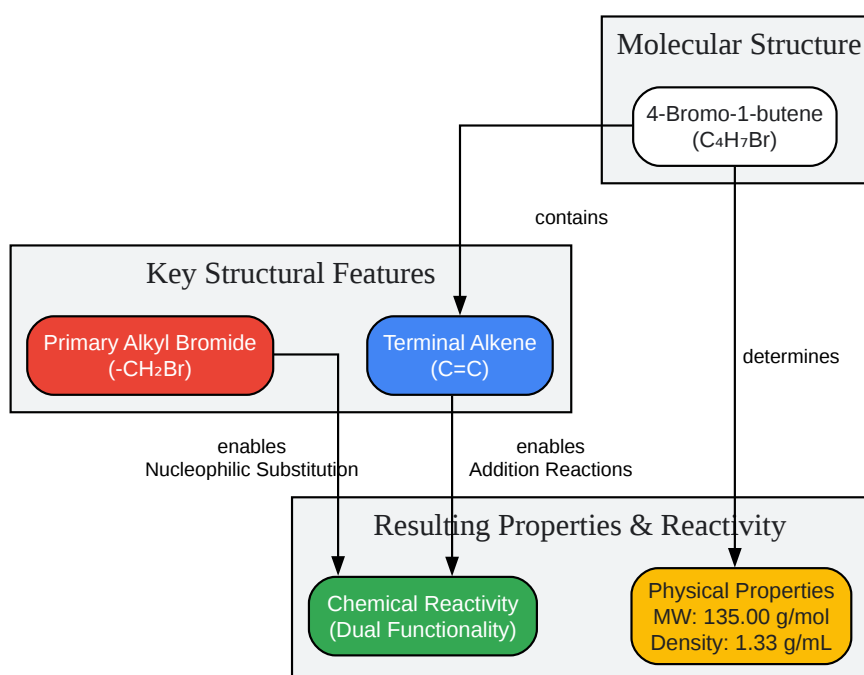 Molecular Structure
4-Bromo-1-butene
(C₄H₇Br)
contains
Key Structural Features
Primary Alkyl Bromide
(-CH₂Br)
Terminal Alkene
(C=C)
determines
enables
Nucleophilic Substitution
enables
Addition Reactions
Resulting Properties & Reactivity
Chemical Reactivity
(Dual Functionality)
Physical Properties
MW: 135.00 g/mol
Density: 1.33 g/mL